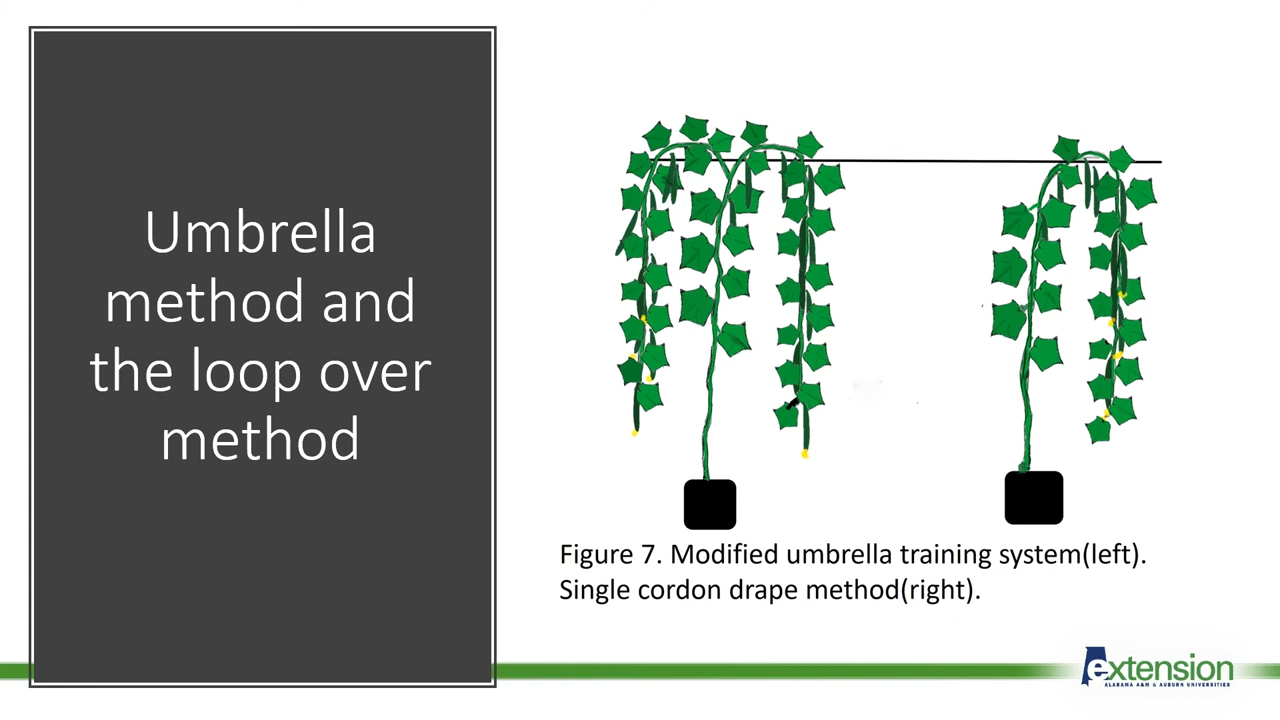 Umbrella
method and
the loop over
method
Figure 7. Modified umbrella training system(left).
Single cordon drape method(right).
extension
ALABAMA A&M & AUBURN UNIVERSITIES